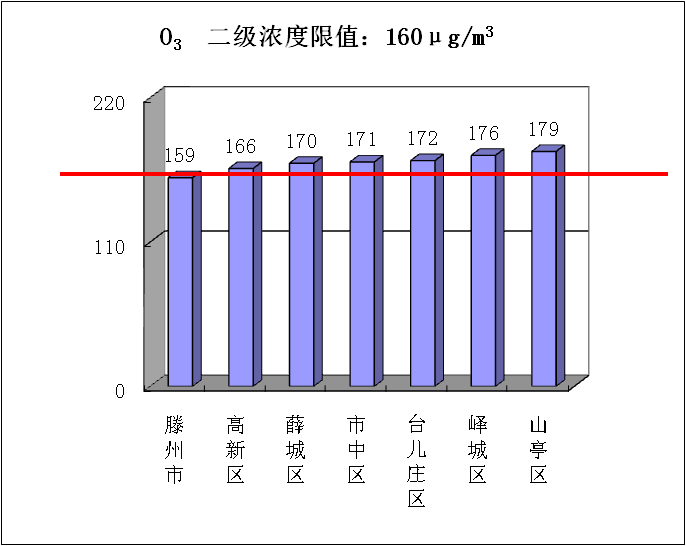 O₃ 二级浓度限值：160μg/m³
220
110
0
159
166
170
171
172
176
179
滕州市
高新区
薛城区
市中区
台儿庄区
峄城区
山亭区